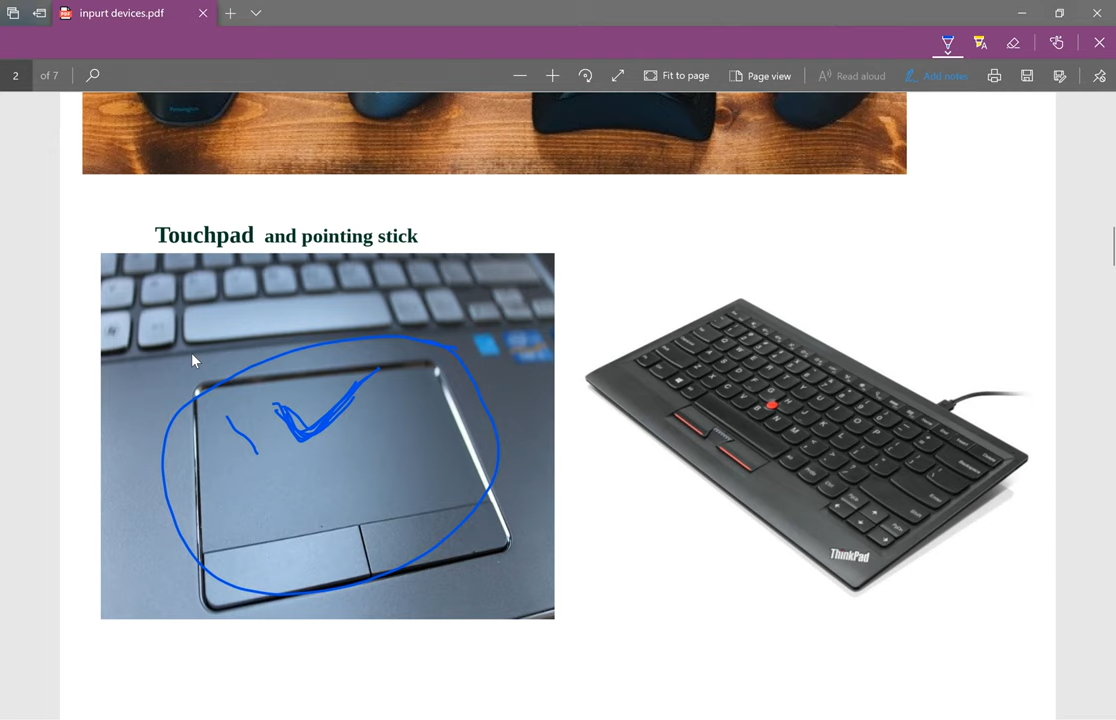 inpurt devices.pdf
2 of 7 Fit to page Page view Read aloud Add notes
Kensington
Touchpad and pointing stick
ThinkPad